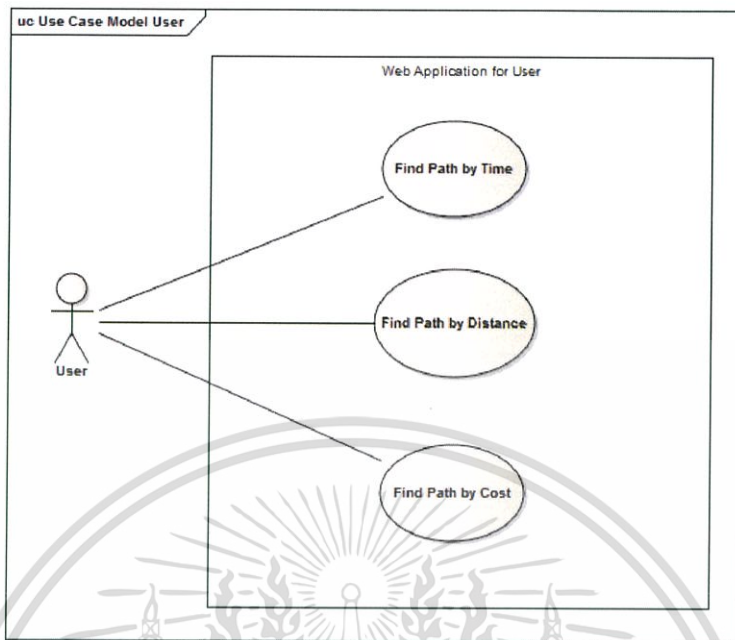 uc Use Case Model User
Web Application for User
Find Path by Time
Find Path by Distance
User
Find Path by Cost